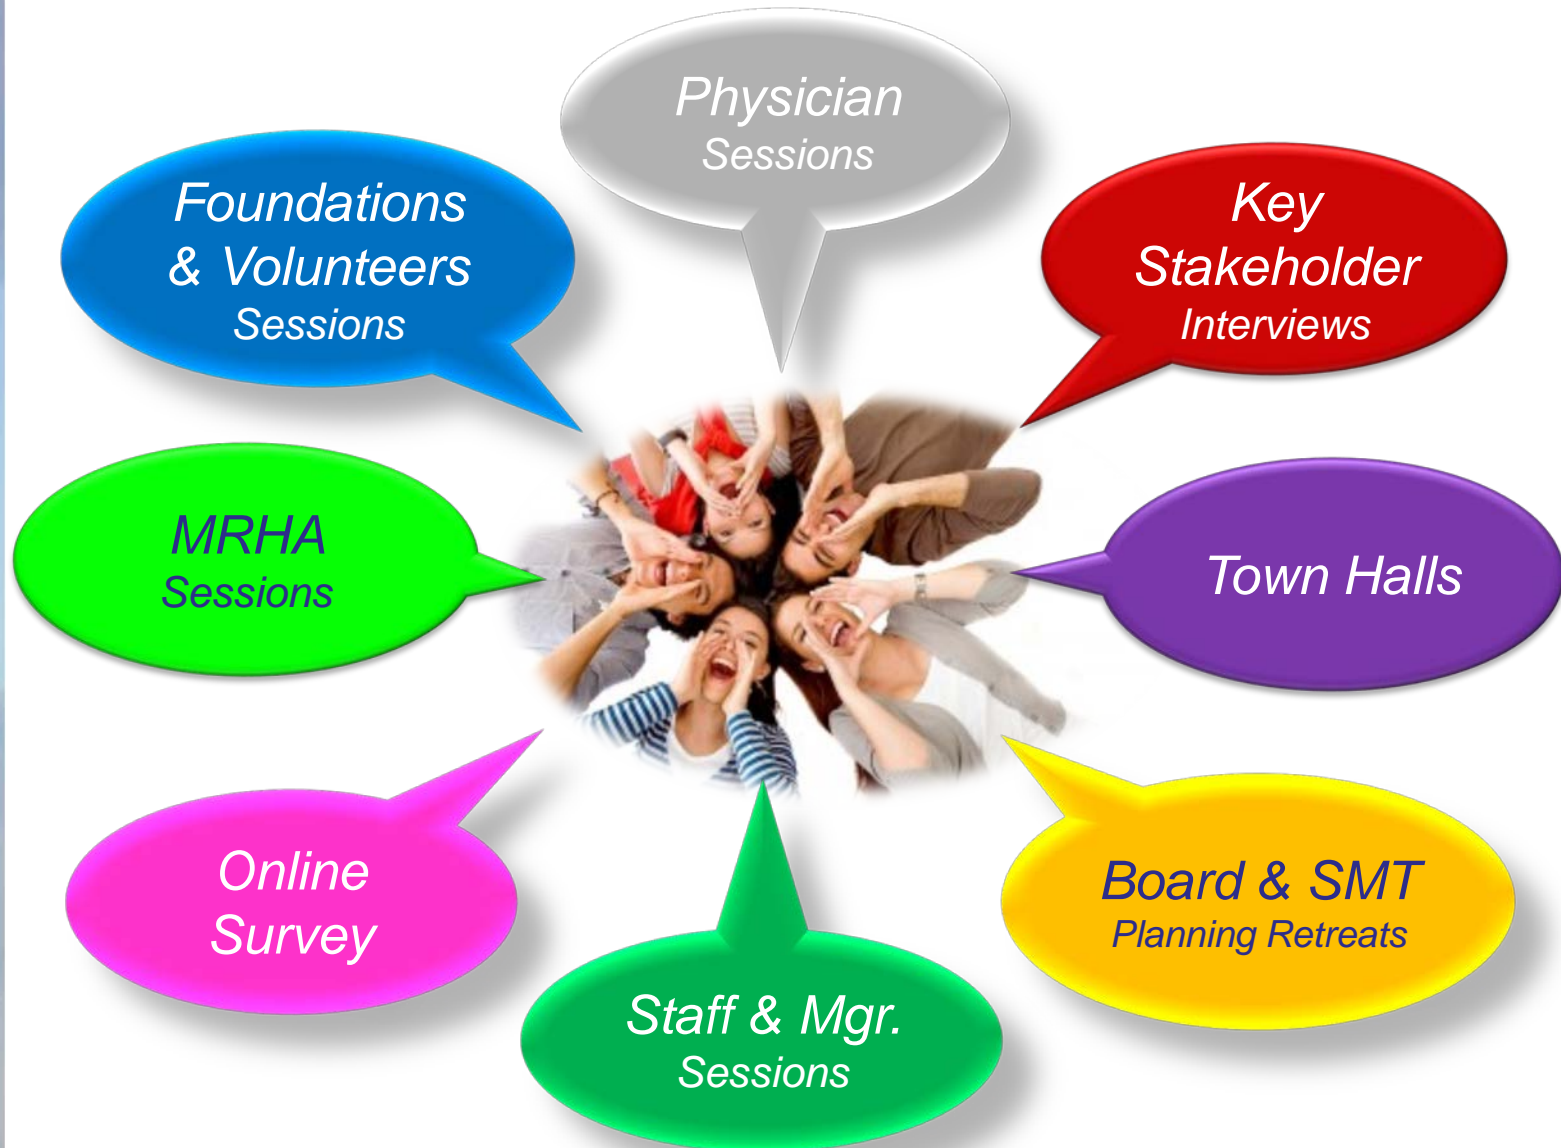 Physician
Sessions
Foundations
& Volunteers
Sessions
Key
Stakeholder
Interviews
MRHA
Sessions
Town Halls
Online
Survey
Board & SMT
Planning Retreats
Staff & Mgr.
Sessions